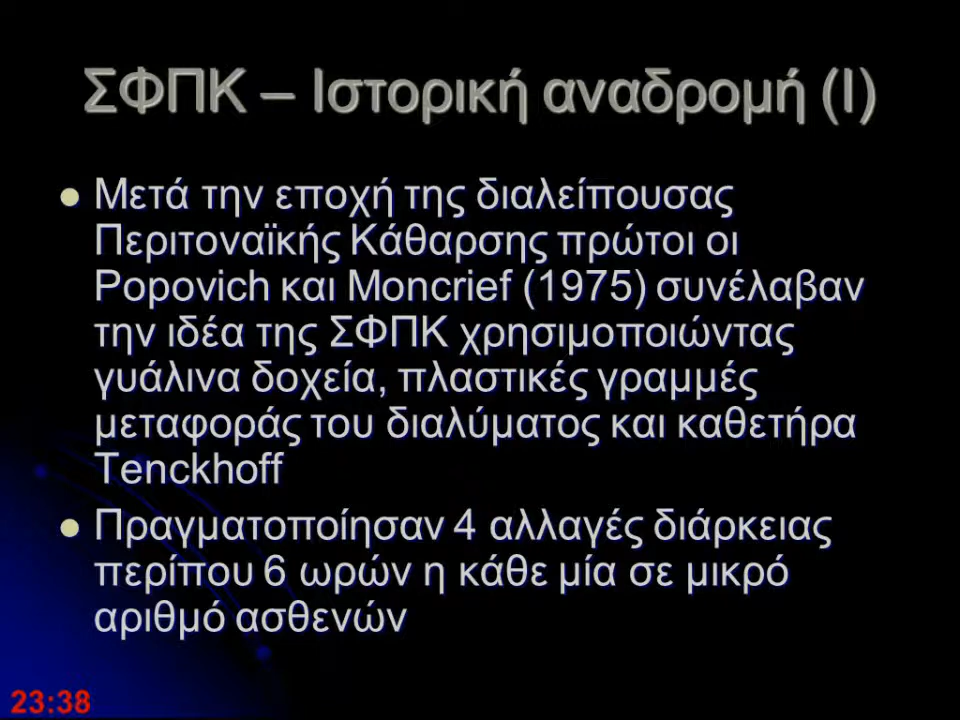 ΣΦΠΚ – Ιστορική αναδρομή (Ι)
Μετά την εποχή της διαλείπουσας
Περιτοναϊκής Κάθαρσης πρώτοι οι
Popovich και Moncrief (1975) συνέλαβαν
την ιδέα της ΣΦΠΚ χρησιμοποιώντας
γυάλινα δοχεία, πλαστικές γραμμές
μεταφοράς του διαλύματος και καθετήρα
Tenckhoff
Πραγματοποίησαν 4 αλλαγές διάρκειας
περίπου 6 ωρών η κάθε μία σε μικρό
αριθμό ασθενών
23:38